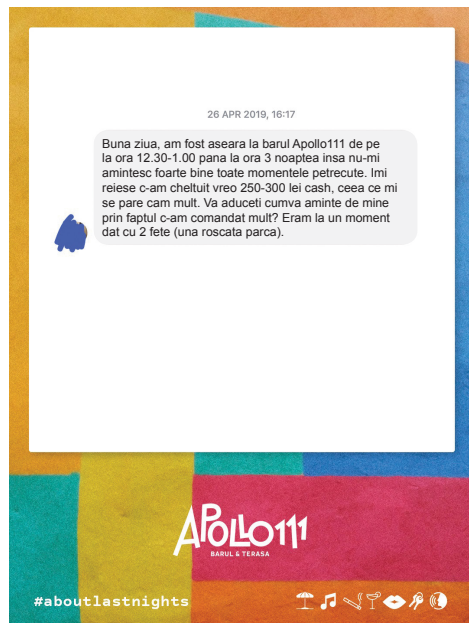 26 APR 2019, 16:17
Buna ziua, am fost aseara la barul Apollo111 de pe
la ora 12.30-1.00 pana la ora 3 noaptea insa nu-mi
amintesc foarte bine toate momentele petrecute. Imi
reiese c-am cheltuit vreo 250-300 lei cash, ceea ce mi
se pare cam mult. Va aduceti cumva aminte de mine
prin faptul c-am comandat mult? Eram la un moment
dat cu 2 fete (una roscata parca).
APOLLO111
BARUL & TERASA
#aboutlastnights